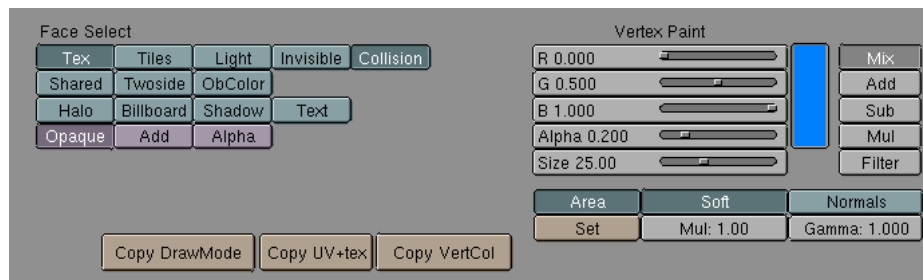 Face Select
Tex Tiles Light Invisible Collision
Shared Twoside ObColor
Halo Billboard Shadow Text
Opaque Add Alpha
Copy DrawMode Copy UV+tex Copy VertCol
Vertex Paint
R 0.000
G 0.500
B 1.000
Alpha 0.200
Size 25.00
Mix
Add
Sub
Mul
Filter
Area Soft Normals
Set Mul: 1.00 Gamma: 1.000